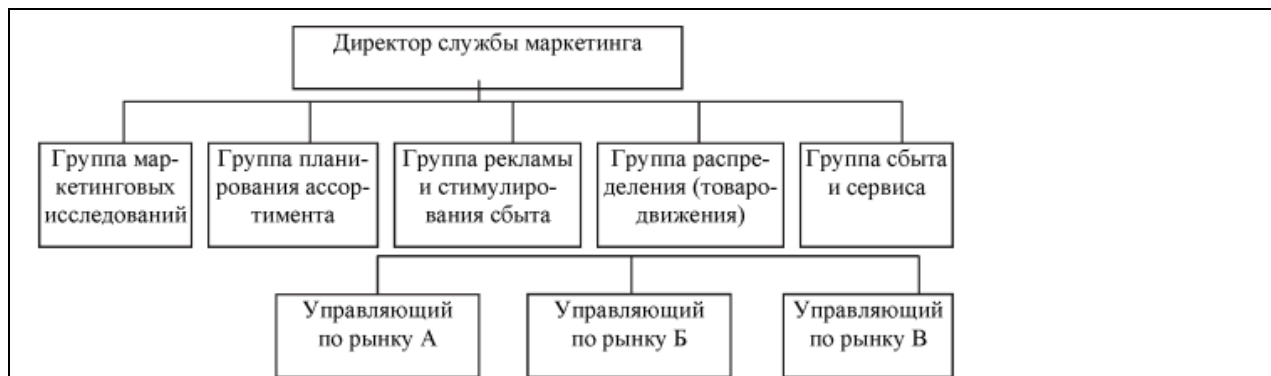 Директор службы маркетинга
Группа мар-
кетинговых
исследований
Группа плани-
рования ассор-
тимента
Группа рекламы
и стимулиро-
вания сбыта
Группа распре-
деления (товаро-
движения)
Группа сбыта
и сервиса
Управляющий
по рынку А
Управляющий
по рынку Б
Управляющий
по рынку В